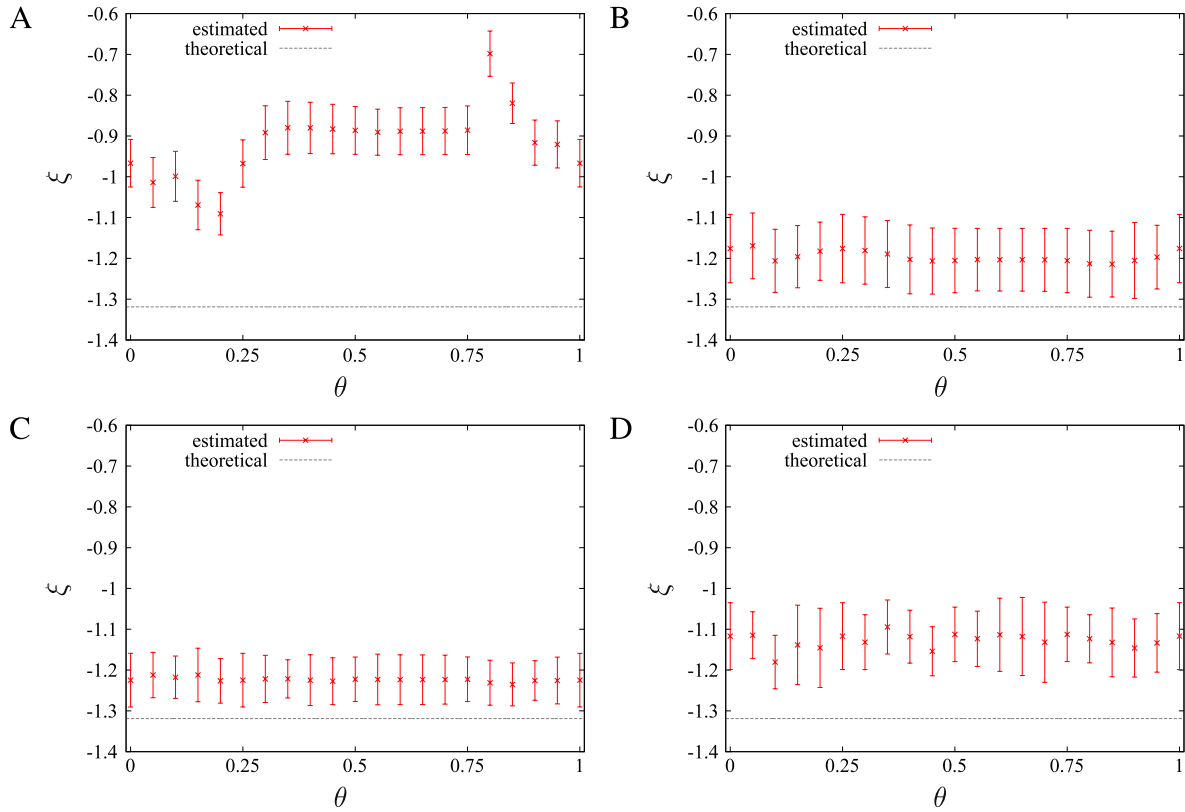 A
estimated
theoretical
-0.6
-0.7
-0.8
-0.9
-1
-1.1
-1.2
-1.3
-1.4
ξ
0 0.25 0.5 0.75 1
θ
B
estimated
theoretical
-0.6
-0.7
-0.8
-0.9
-1
-1.1
-1.2
-1.3
-1.4
ξ
0 0.25 0.5 0.75 1
θ
C
estimated
theoretical
-0.6
-0.7
-0.8
-0.9
-1
-1.1
-1.2
-1.3
-1.4
ξ
0 0.25 0.5 0.75 1
θ
D
estimated
theoretical
-0.6
-0.7
-0.8
-0.9
-1
-1.1
-1.2
-1.3
-1.4
ξ
0 0.25 0.5 0.75 1
θ